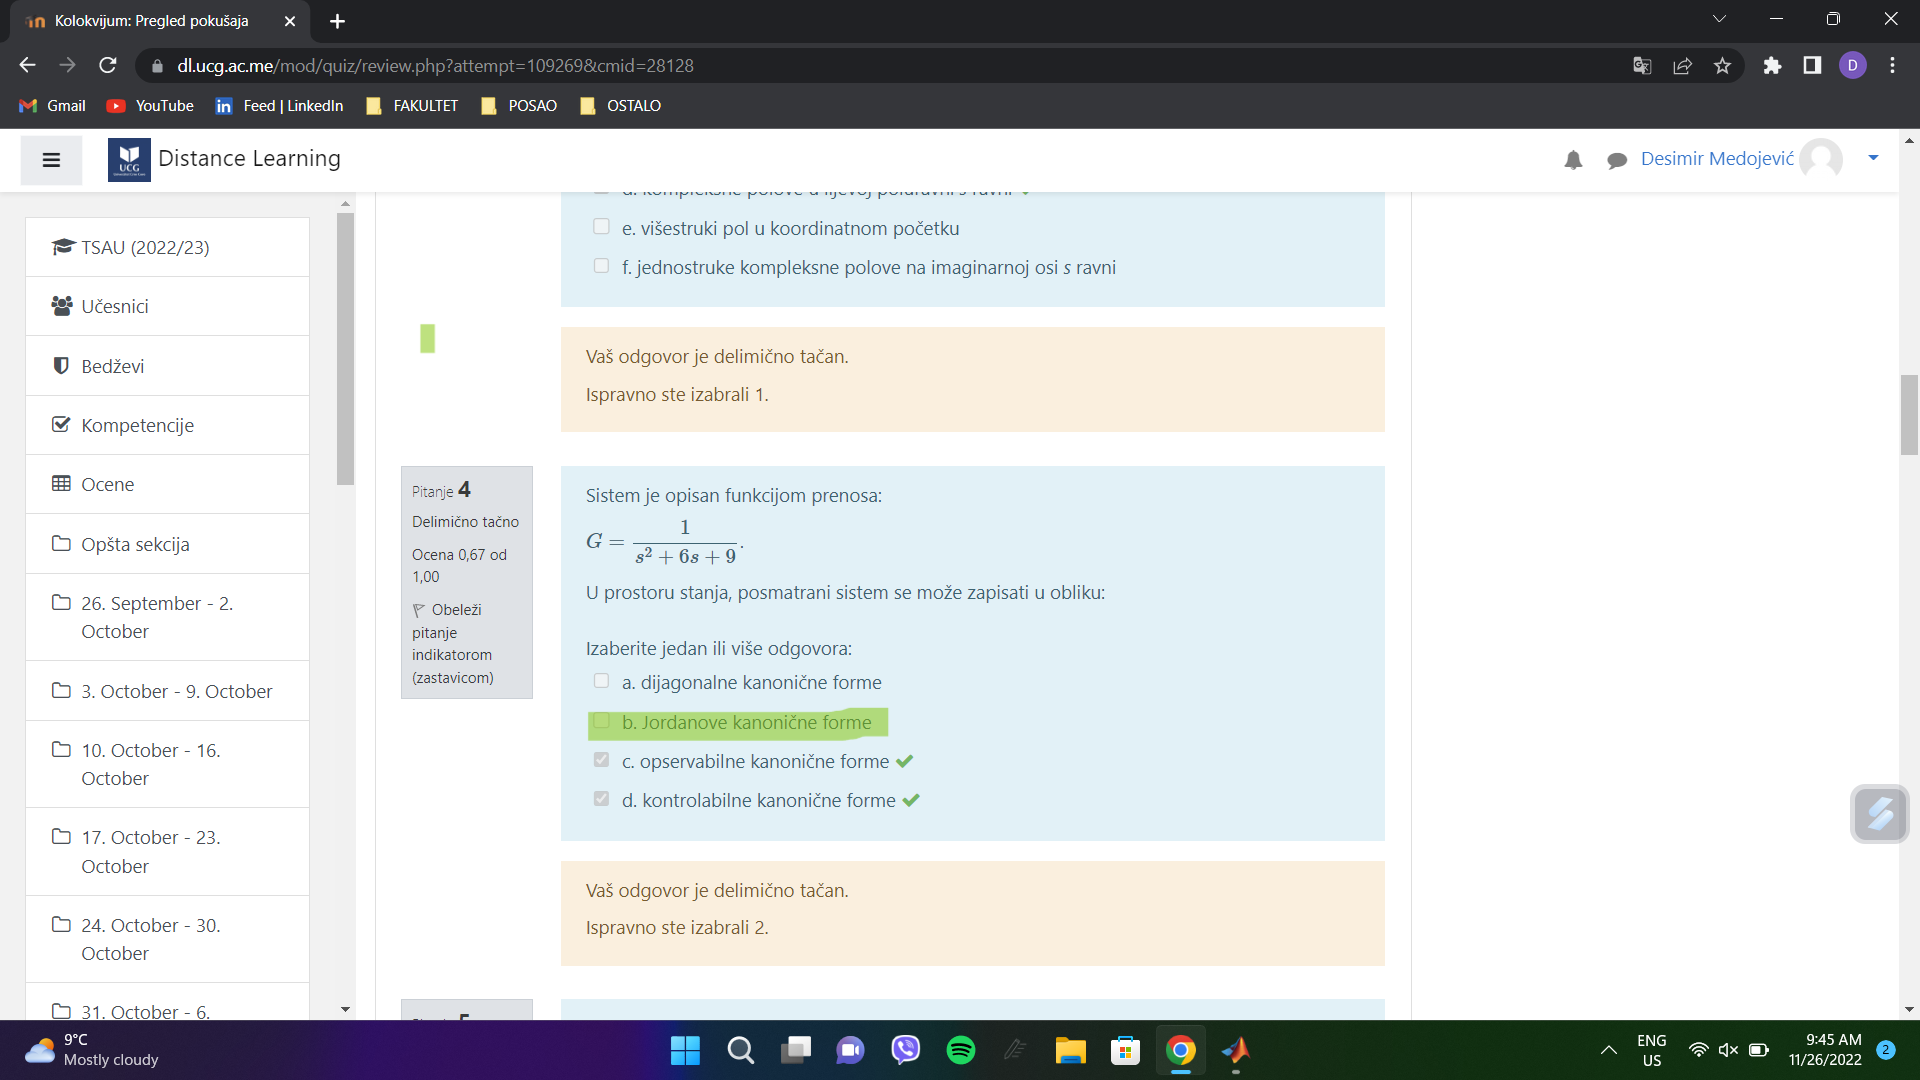 Kolokvijum: Pregled pokušaja
dl.ucg.ac.me/mod/quiz/review.php?attempt=109269&cmid=28128
D
Gmail
YouTube
Feed | LinkedIn
FAKULTET
POSAO
OSTALO
UCG
Distance Learning
Desimir Medojević
TSAU (2022/23)
Učesnici
Bedževi
Kompetencije
Ocene
Opšta sekcija
26. September - 2.
October
3. October - 9. October
10. October - 16.
October
17. October - 23.
October
24. October - 30.
October
31. October - 6.
d. kompleksne polove u lijevoj poluravni s ravni
e. višestruki pol u koordinatnom početku
f. jednostruke kompleksne polove na imaginarnoj osi s ravni
Vaš odgovor je delimično tačan.
Ispravno ste izabrali 1.
Pitanje 4
Delimično tačno
Ocena 0,67 od
1,00
Obeleži
pitanje
indikatorom
(zastavicom)
Sistem je opisan funkcijom prenosa:
G = 1 / (s² + 6s + 9).
U prostoru stanja, posmatrani sistem se može zapisati u obliku:
Izaberite jedan ili više odgovora:
a. dijagonalne kanonične forme
b. Jordanove kanonične forme
c. opservabilne kanonične forme
d. kontrolabilne kanonične forme
Vaš odgovor je delimično tačan.
Ispravno ste izabrali 2.
9°C
Mostly cloudy
ENG
US
9:45 AM
11/26/2022
2